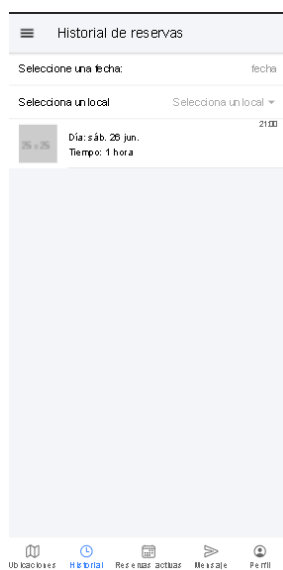 Historial de reservas
Seleccione una fecha: fecha
Selecciona un local Selecciona un local
21:00
25 x 25
Día: sáb. 26 jun.
Tiempo: 1 hora
Ubicaciones Historial Reservas activas Mensaje Perfil